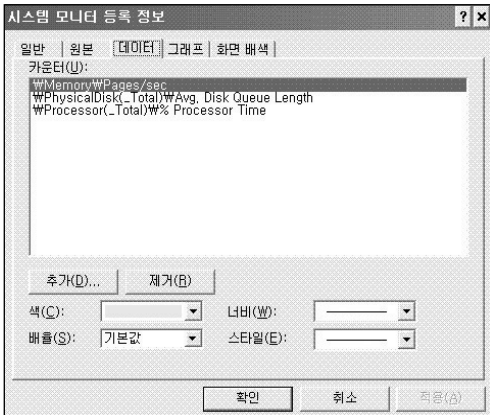 시스템 모니터 등록 정보 ? x
일반 원본 데이터 그래프 화면 배색
카운터(U):
₩Memory₩Pages/sec
₩PhysicalDisk(_Total)₩Avg, Disk Queue Length
₩Processor(_Total)₩% Processor Time
추가(D)... 제거(R)
색(C): 너비(W):
배율(S): 기본값 스타일(E):
확인 취소 적용(A)